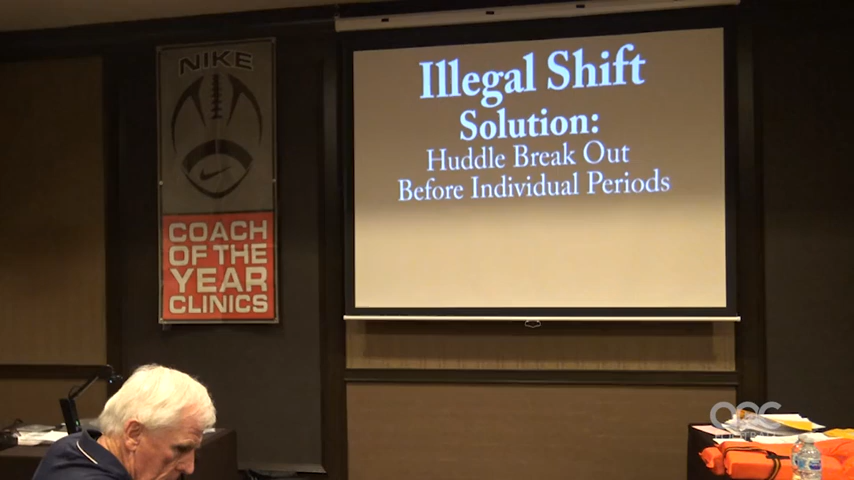 NIKE
COACH
OF THE
YEAR
CLINICS
Illegal Shift
Solution:
Huddle Break Out
Before Individual Periods